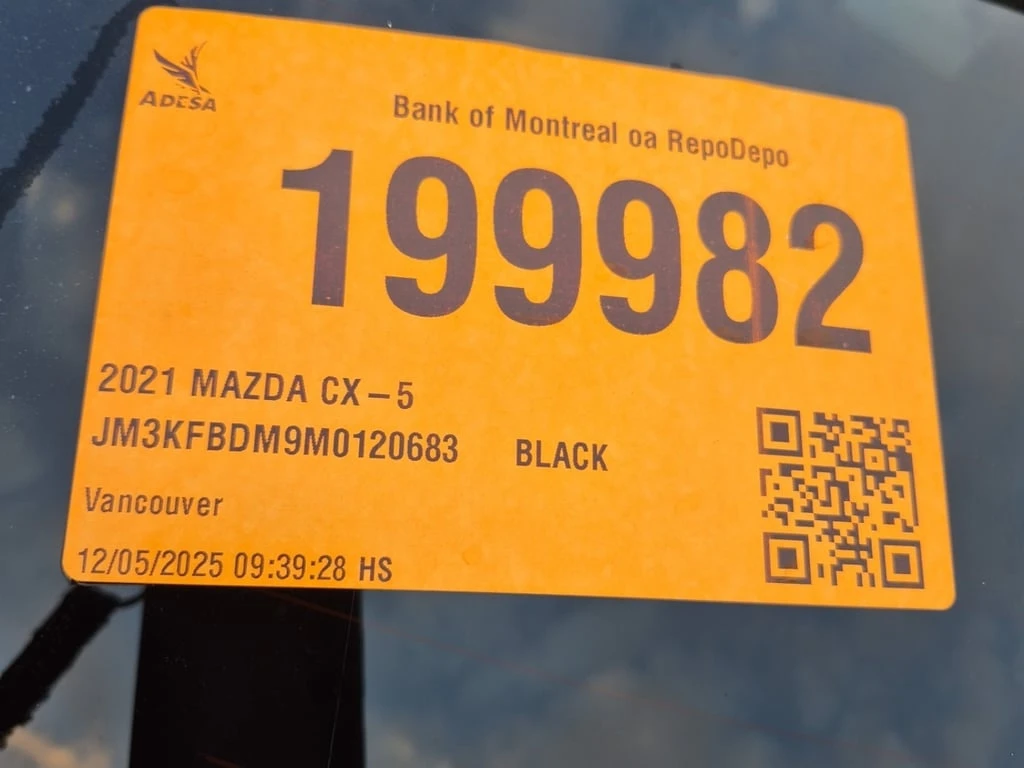 ADESA
Bank of Montreal oa RepoDepo
199982
2021 MAZDA CX-5
JM3KFBDM9M0120683 BLACK
Vancouver
12/05/2025 09:39:28 HS